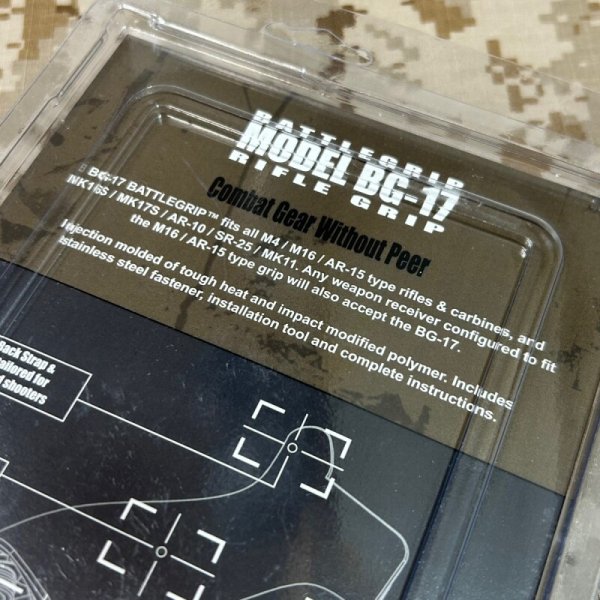 BATTLEGRIP
MODEL BG-17
RIFLE GRIP
Combat Gear Without Peer
BG-17 BATTLEGRIP™ fits all M4 / M16 / AR-15 type rifles & carbines, and
MK16S / MK17S / AR-10 / SR-25 / MK11. Any weapon receiver configured to fit
the M16 / AR-15 type grip will also accept the BG-17.
Injection molded of tough heat and impact modified polymer. Includes
stainless steel fastener, installation tool and complete instructions.
Back Strap &
ailored for
shooters